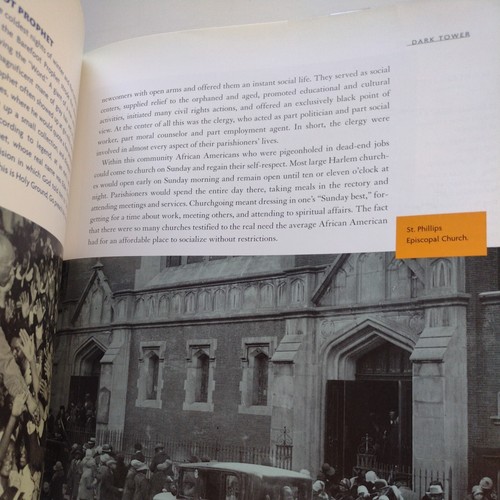 OST PROPHET
coldest nights of
the Barefoot Prophet
"Word." A
DARK TOWER
newcomers with open arms and offered them an instant social life. They served as social
centers, supplied relief to the orphaned and aged, promoted educational and cultural
activities, initiated many civil rights actions, and offered an exclusively black point of
view. At the center of all this was the clergy, who acted as part politician and part social
worker, part moral counselor and part employment agent. In short, the clergy were
involved in almost every aspect of their parishioners' lives.
Within this community African Americans who were pigeonholed in dead-end jobs
could come to church on Sunday and regain their self-respect. Most large Harlem church-
es would open early on Sunday morning and remain open until ten or eleven o'clock at
night. Parishioners would spend the entire day there, taking meals in the rectory and
attending meetings and services. Churchgoing meant dressing in one's "Sunday best," for-
getting for a time about work, meeting others, and attending to spiritual affairs. The fact
that there were so many churches testified to the real need the average African American
had for an affordable place to socialize without restrictions.
St. Phillips
Episcopal Church.